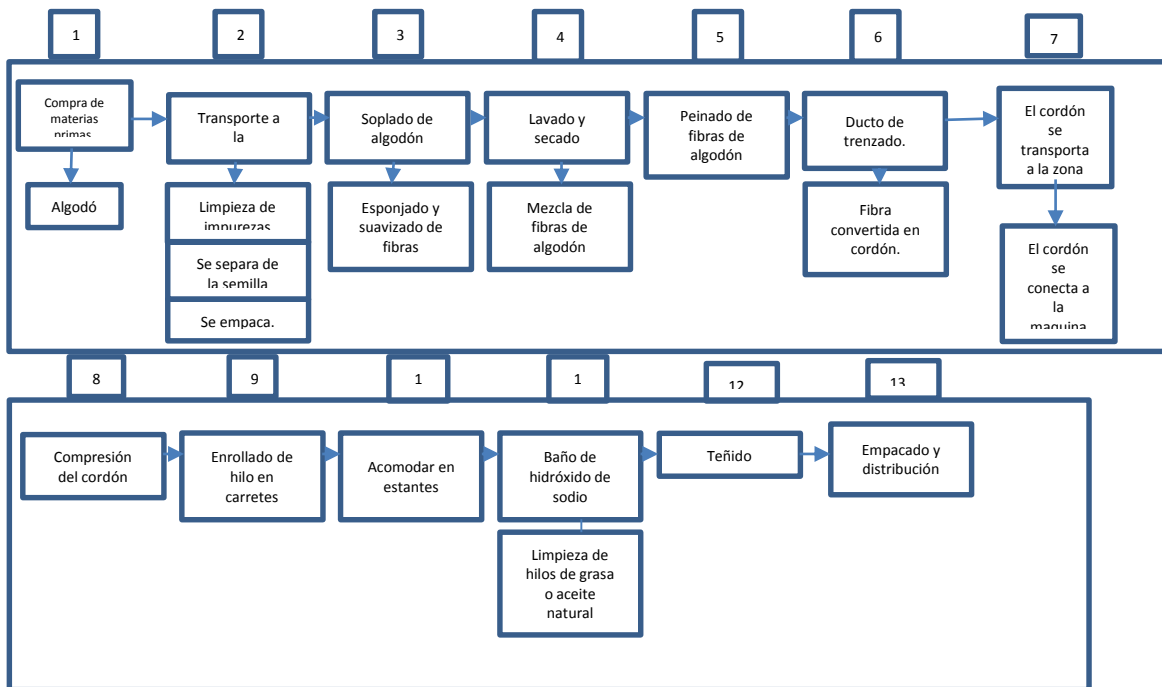 1
2
3
4
5
6
7
Compra de
materias
primas
Transporte a
la
Soplado de
algodón
Lavado y
secado
Peinado de
fibras de
algodón
Ducto de
trenzado.
El cordón
se
transporta
a la zona
Algodó
Limpieza de
impurezas
Se separa de
la semilla
Se empaca.
Esponjado y
suavizado de
fibras
Mezcla de
fibras de
algodón
Fibra
convertida en
cordón.
El cordón
se
conecta a
la
maquina
8
9
1
1
12
13
Compresión
del cordón
Enrollado de
hilo en
carretes
Acomodar en
estantes
Baño de
hidróxido de
sodio
Teñido
Empacado y
distribución
Limpieza de
hilos de grasa
o aceite
natural